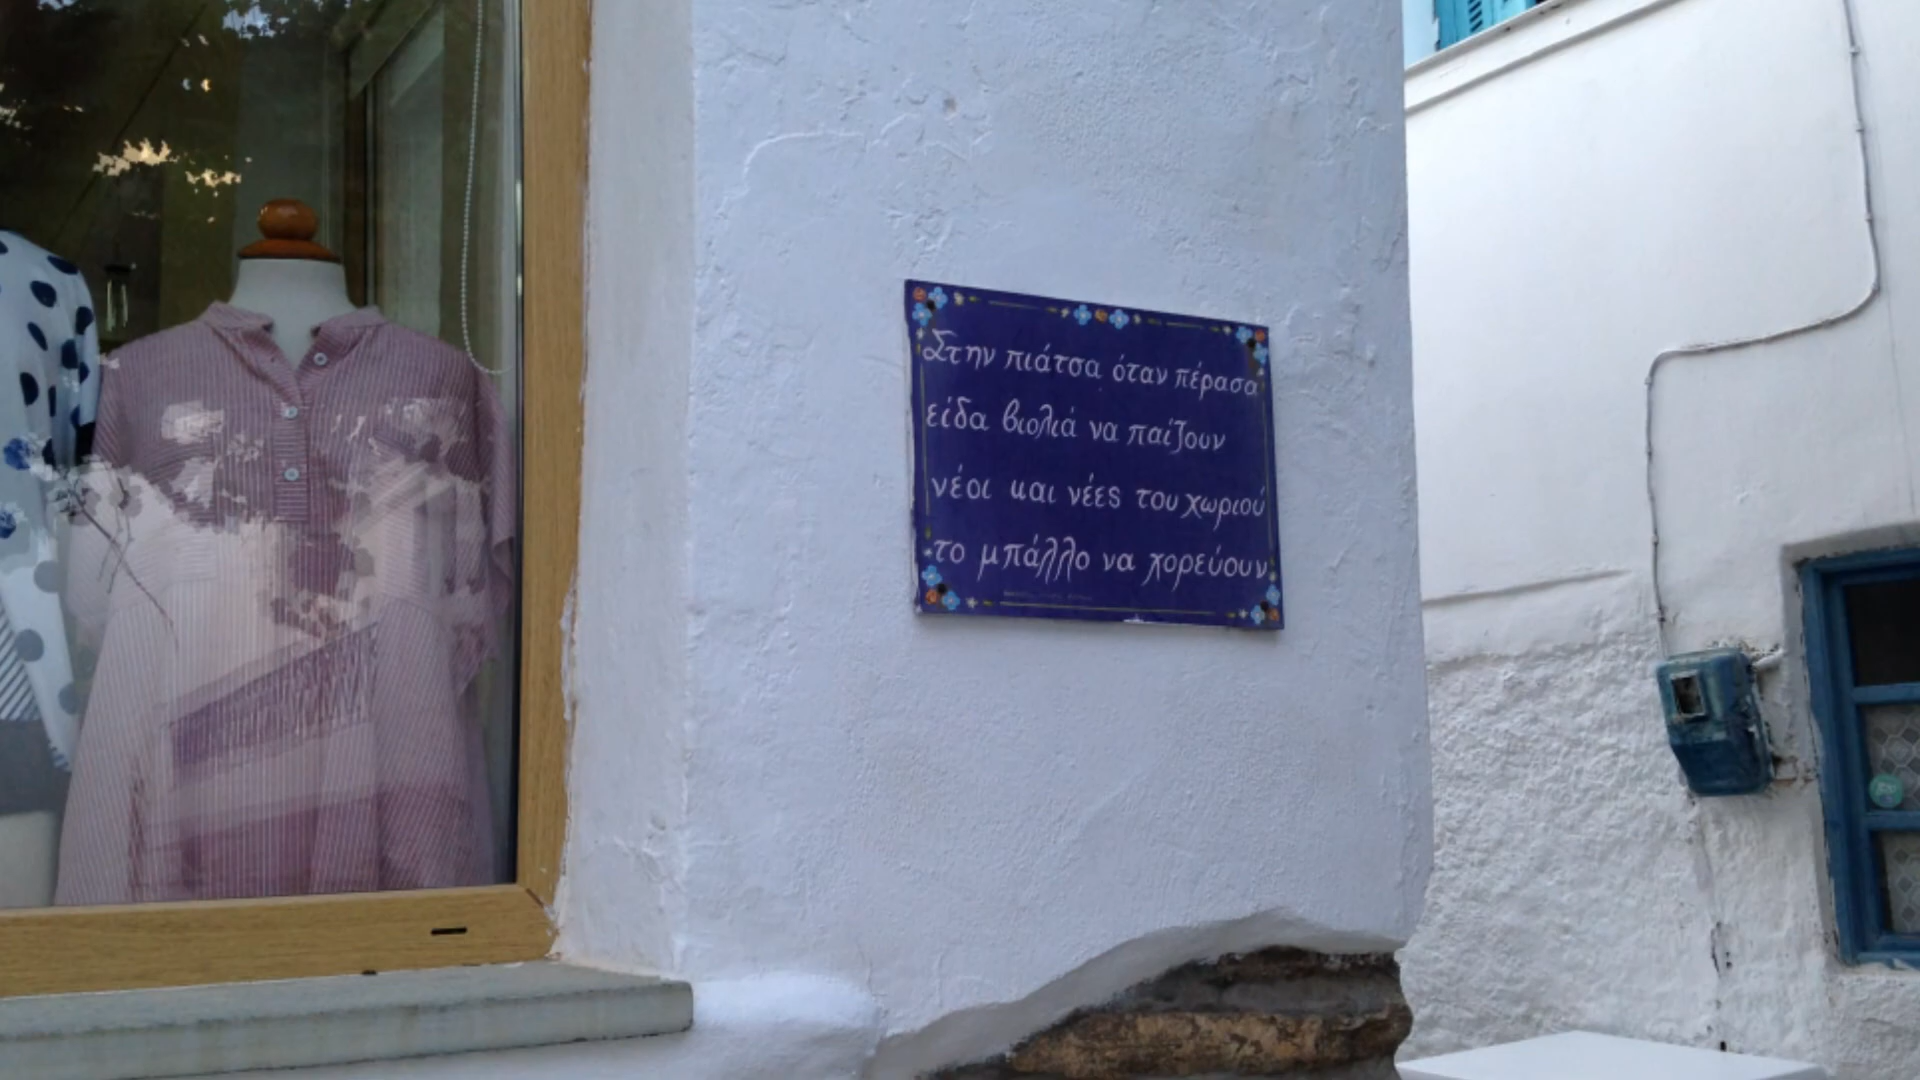 Στην πιάτσα όταν πέρασα
είδα βιολιά να παίζουν
νέοι και νέες του χωριού
το μπάλλο να χορεύουν